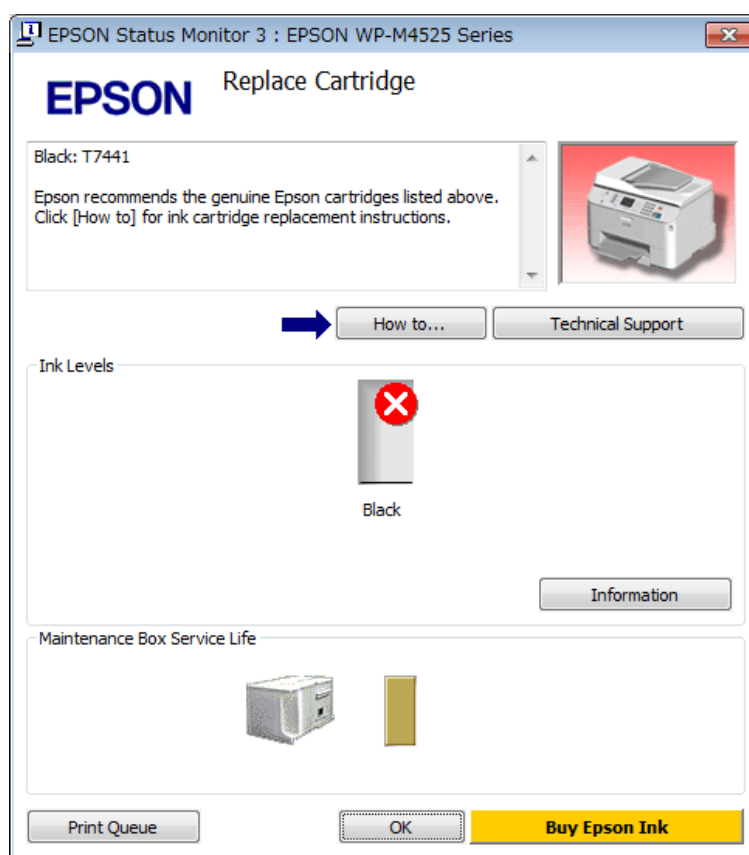 EPSON Status Monitor 3 : EPSON WP-M4525 Series
EPSON
Replace Cartridge
Black: T7441
Epson recommends the genuine Epson cartridges listed above.
Click [How to] for ink cartridge replacement instructions.
How to...
Technical Support
Ink Levels
Black
Information
Maintenance Box Service Life
Print Queue
OK
Buy Epson Ink